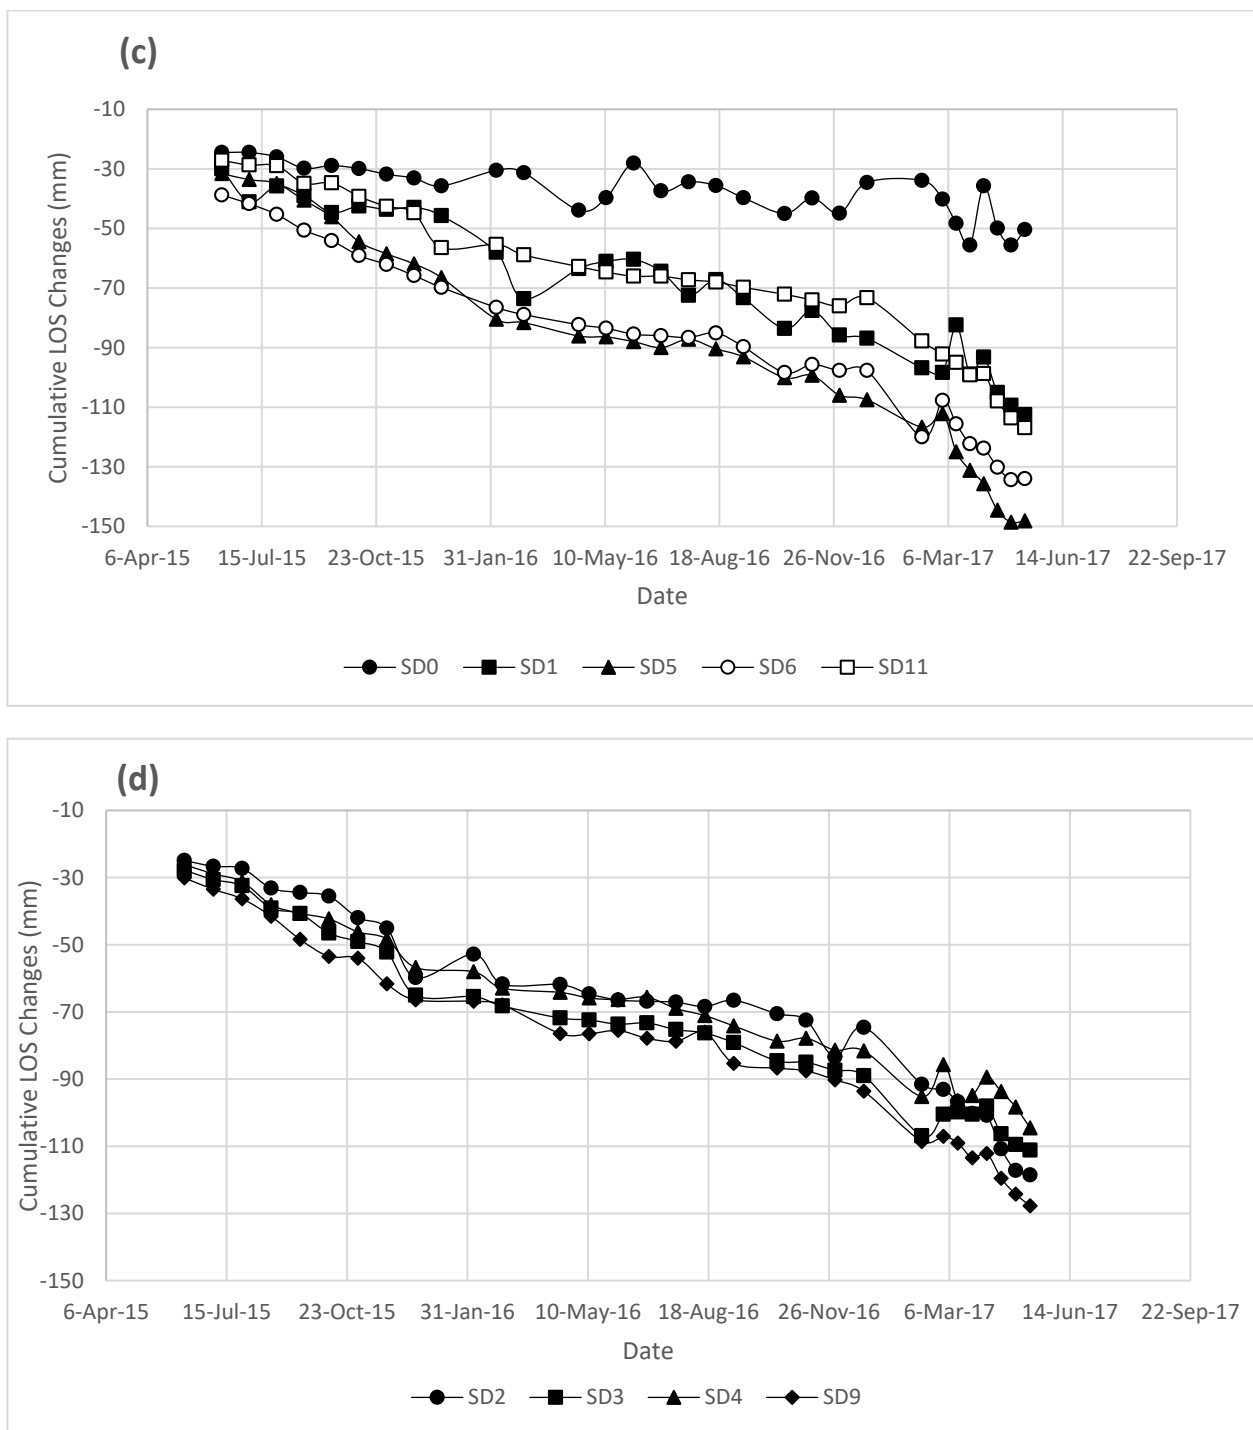 (c)
-10
-30
-50
-70
-90
-110
-130
-150
Cumulative LOS Changes (mm)
6-Apr-15 15-Jul-15 23-Oct-15 31-Jan-16 10-May-16 18-Aug-16 26-Nov-16 6-Mar-17 14-Jun-17 22-Sep-17
Date
SD0 SD1 SD5 SD6 SD11
(d)
-10
-30
-50
-70
-90
-110
-130
-150
Cumulative LOS Changes (mm)
6-Apr-15 15-Jul-15 23-Oct-15 31-Jan-16 10-May-16 18-Aug-16 26-Nov-16 6-Mar-17 14-Jun-17 22-Sep-17
Date
SD2 SD3 SD4 SD9